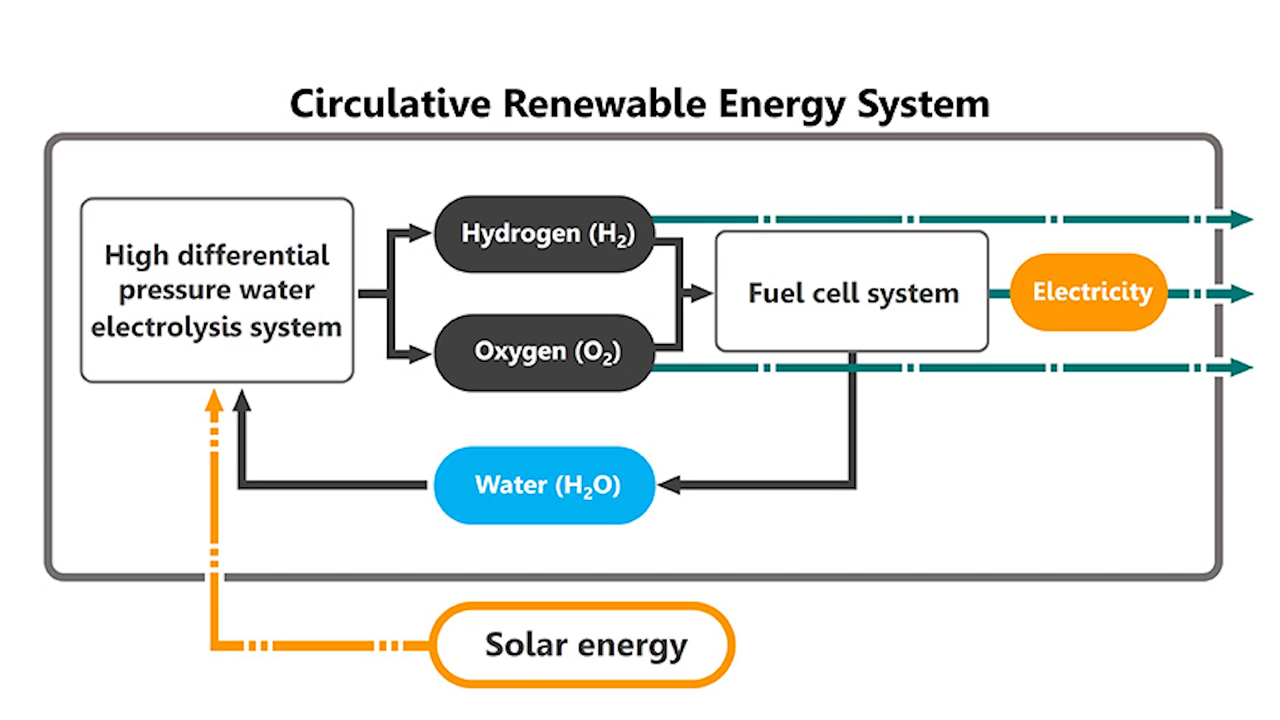 Circulative Renewable Energy System
High differential
pressure water
electrolysis system
Hydrogen (H₂)
Oxygen (O₂)
Fuel cell system
Electricity
Water (H₂O)
Solar energy